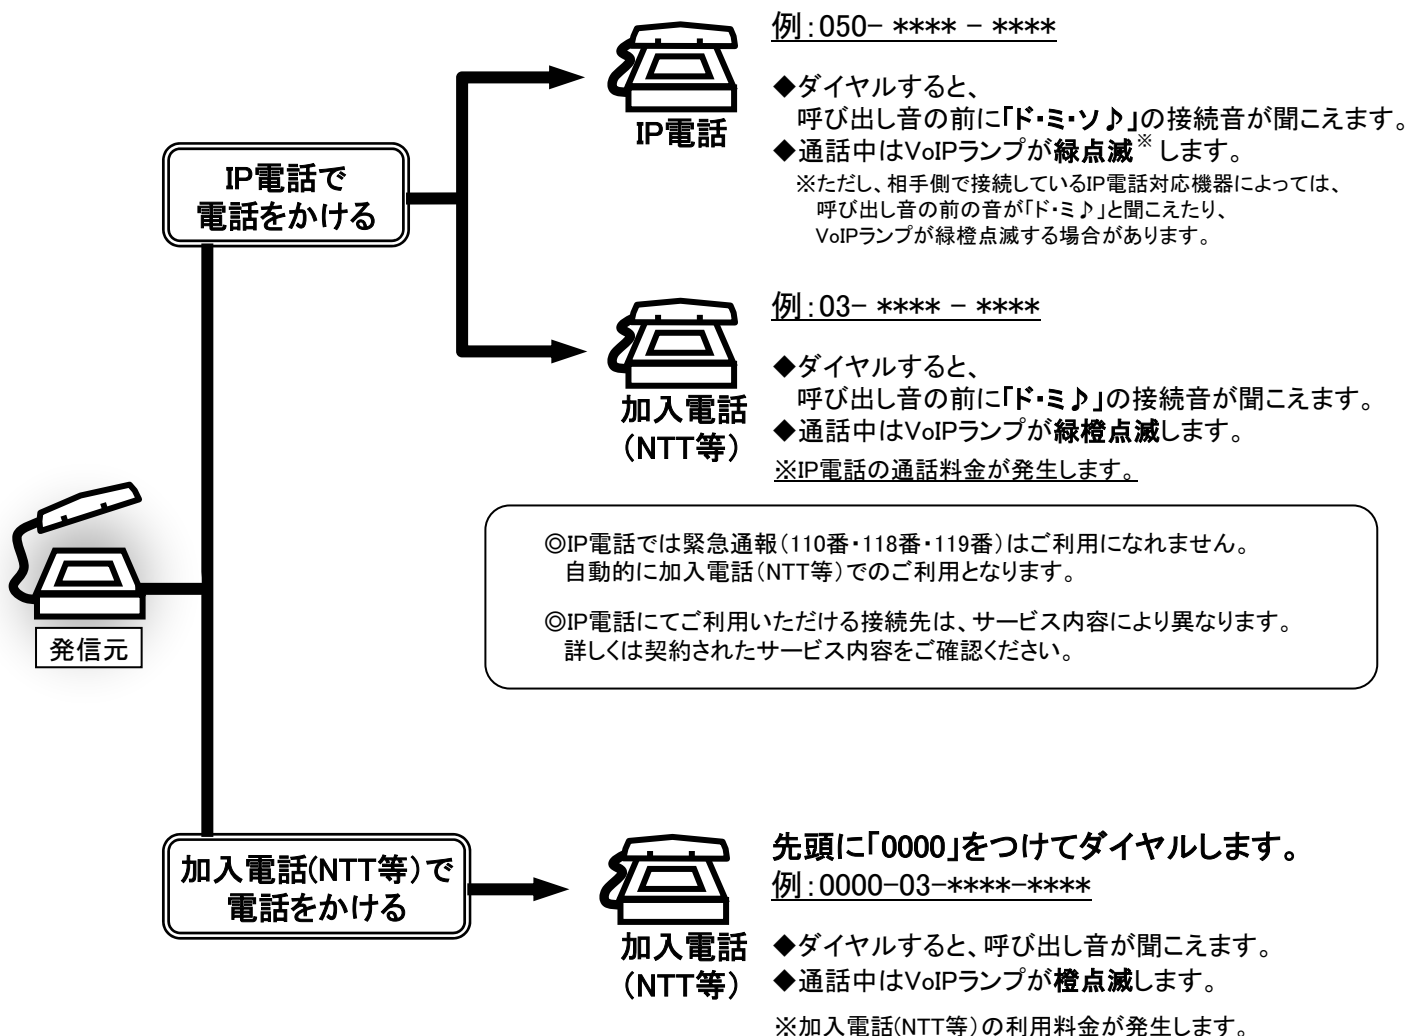 例：050- **** - ****
◆ダイヤルすると、
呼び出し音の前に「ド・ミ・ソ♪」の接続音が聞こえます。
◆通話中はVoIPランプが緑点滅※します。
※ただし、相手側で接続しているIP電話対応機器によっては、
呼び出し音の前の音が「ド・ミ♪」と聞こえたり、
VoIPランプが緑橙点滅する場合があります。
IP電話
IP電話で
電話をかける
例：03- **** - ****
◆ダイヤルすると、
呼び出し音の前に「ド・ミ♪」の接続音が聞こえます。
◆通話中はVoIPランプが緑橙点滅します。
※IP電話の通話料金が発生します。
加入電話
（NTT等）
◎IP電話では緊急通報（110番・118番・119番）はご利用になれません。
自動的に加入電話（NTT等）でのご利用となります。
◎IP電話にてご利用いただける接続先は、サービス内容により異なります。
詳しくは契約されたサービス内容をご確認ください。
発信元
加入電話(NTT等）で
電話をかける
先頭に「0000」をつけてダイヤルします。
例：0000-03-****-****
◆ダイヤルすると、呼び出し音が聞こえます。
◆通話中はVoIPランプが橙点滅します。
※加入電話(NTT等）の利用料金が発生します。
加入電話
（NTT等）